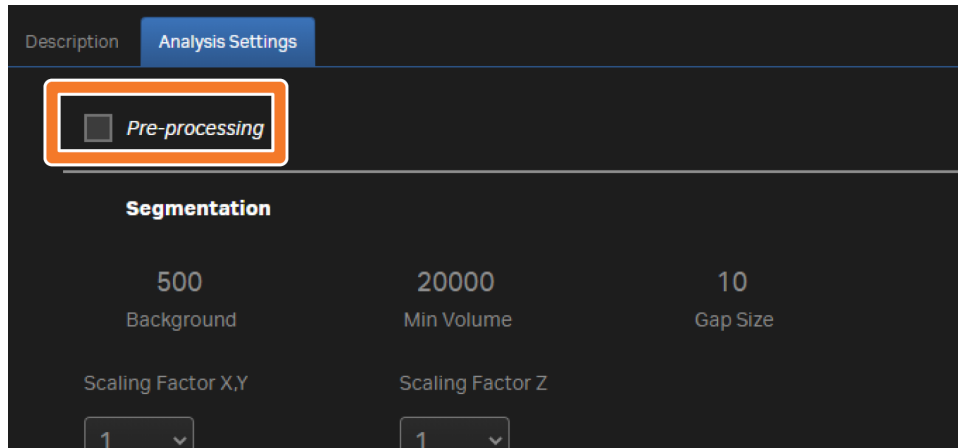 Description Analysis Settings
Pre-processing
Segmentation
500 20000 10
Background Min Volume Gap Size
Scaling Factor X,Y Scaling Factor Z
1 1